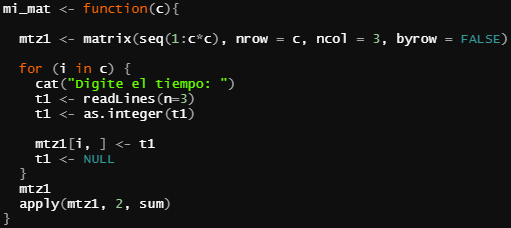 mi_mat <- function(c){
mtz1 <- matrix(seq(1:c*c), nrow = c, ncol = 3, byrow = FALSE)
for (i in c) {
cat("Digite el tiempo: ")
t1 <- readLines(n=3)
t1 <- as.integer(t1)
mtz1[i, ] <- t1
t1 <- NULL
}
mtz1
apply(mtz1, 2, sum)
}